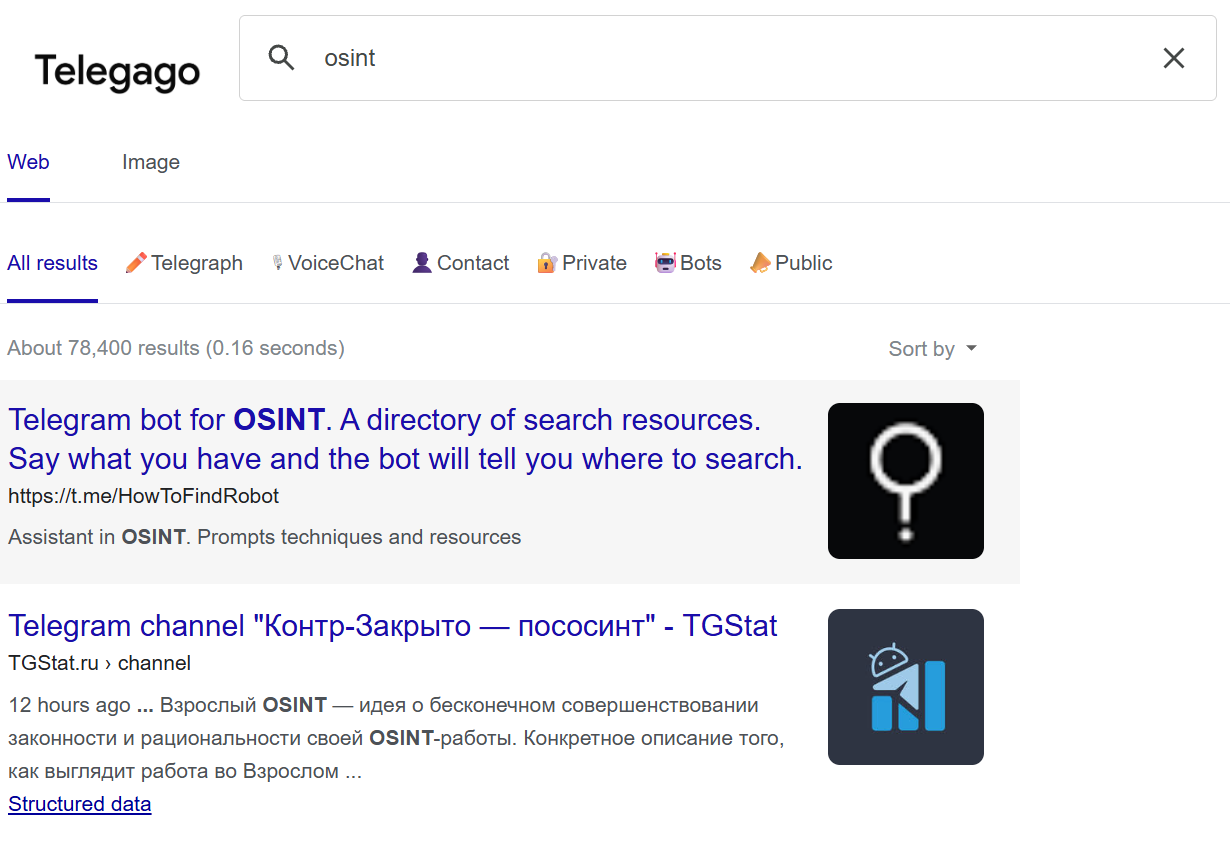 Telegago
osint
Web
Image
All results
Telegraph
VoiceChat
Contact
Private
Bots
Public
About 78,400 results (0.16 seconds)
Sort by
Telegram bot for OSINT. A directory of search resources.
Say what you have and the bot will tell you where to search.
https://t.me/HowToFindRobot
Assistant in OSINT. Prompts techniques and resources
Telegram channel "Контр-Закрыто — пососинт" - TGStat
TGStat.ru › channel
12 hours ago ... Взрослый OSINT — идея о бесконечном совершенствовании
законности и рациональности своей OSINT-работы. Конкретное описание того,
как выглядит работа во Взрослом ...
Structured data